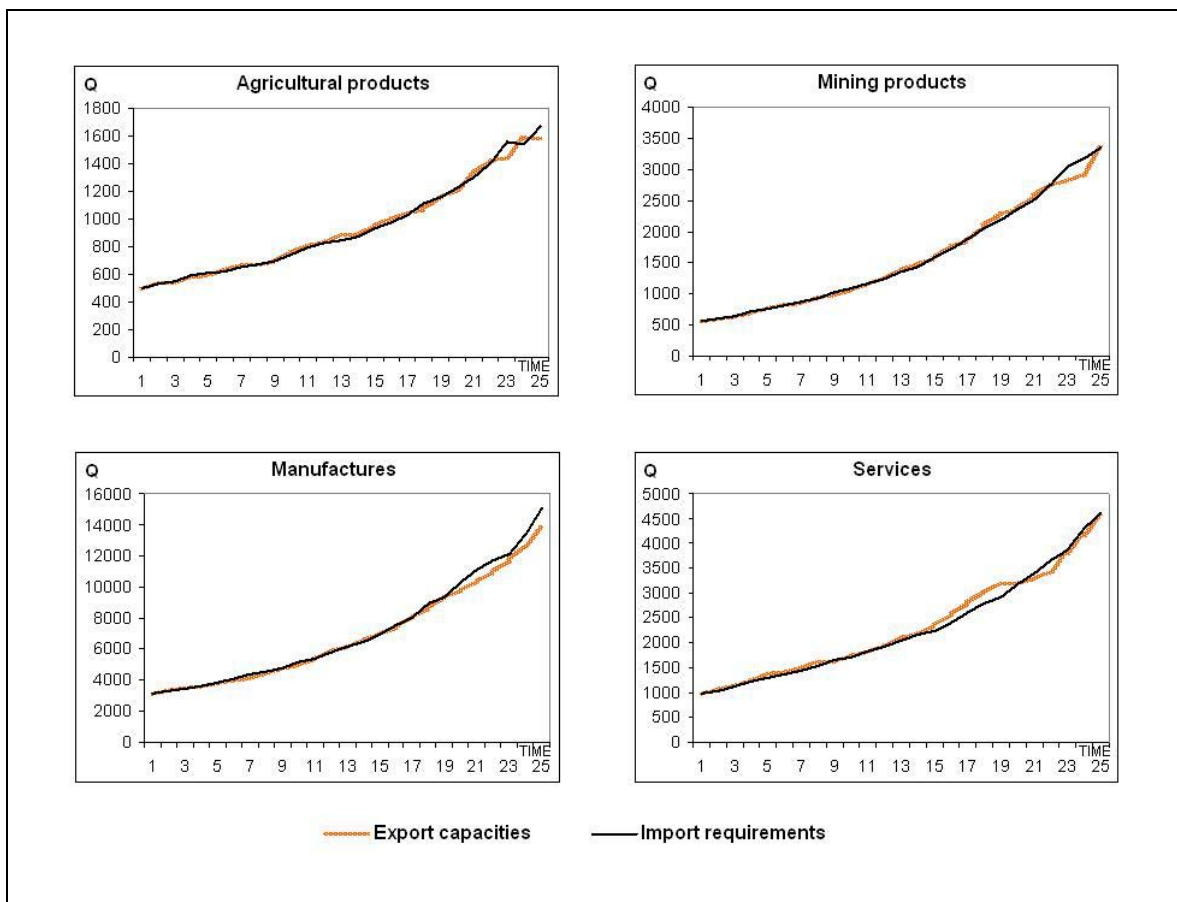 Agricultural products
Q
1800
1600
1400
1200
1000
800
600
400
200
0
TIME
1 3 5 7 9 11 13 15 17 19 21 23 25
Mining products
Q
4000
3500
3000
2500
2000
1500
1000
500
0
TIME
1 3 5 7 9 11 13 15 17 19 21 23 25
Manufactures
Q
16000
14000
12000
10000
8000
6000
4000
2000
0
TIME
1 3 5 7 9 11 13 15 17 19 21 23 25
Services
Q
5000
4500
4000
3500
3000
2500
2000
1500
1000
500
0
TIME
1 3 5 7 9 11 13 15 17 19 21 23 25
Export capacities Import requirements